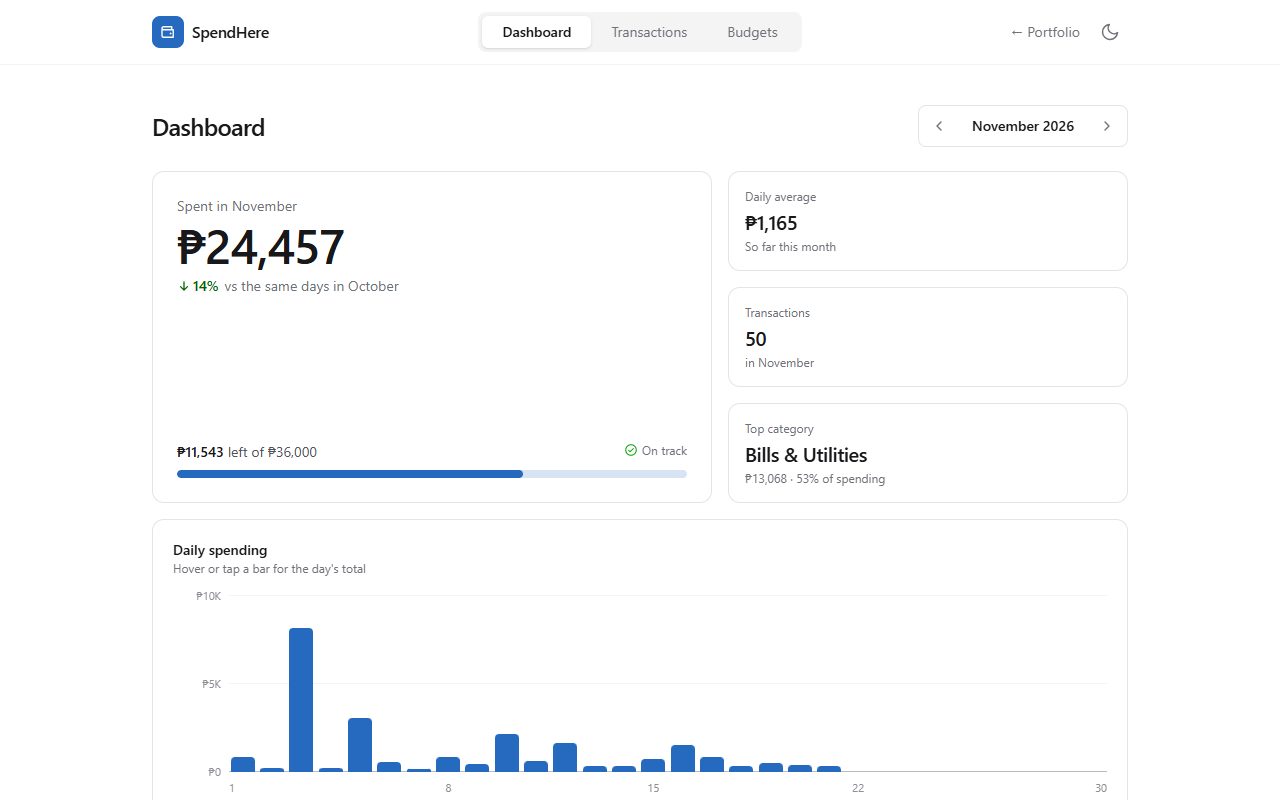 SpendHere
Dashboard
Transactions
Budgets
← Portfolio
Dashboard
November 2026
Spent in November
₱24,457
↓ 14% vs the same days in October
₱11,543 left of ₱36,000
On track
Daily average
₱1,165
So far this month
Transactions
50
in November
Top category
Bills & Utilities
₱13,068 · 53% of spending
Daily spending
Hover or tap a bar for the day's total
₱10K
₱5K
₱0
1 8 15 22 30